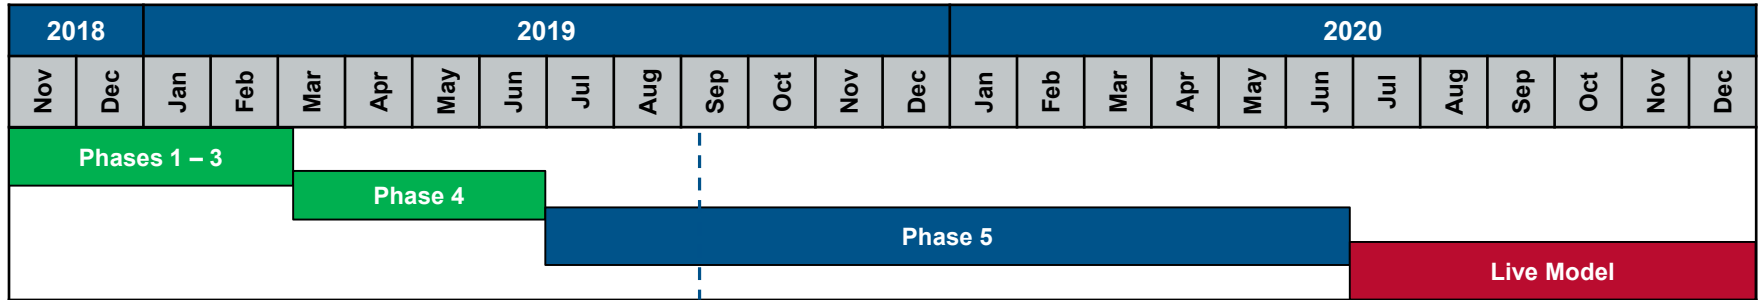 2018 2019 2020
Nov Dec Jan Feb Mar Apr May Jun Jul Aug Sep Oct Nov Dec Jan Feb Mar Apr May Jun Jul Aug Sep Oct Nov Dec
Phases 1 – 3
Phase 4
Phase 5
Live Model